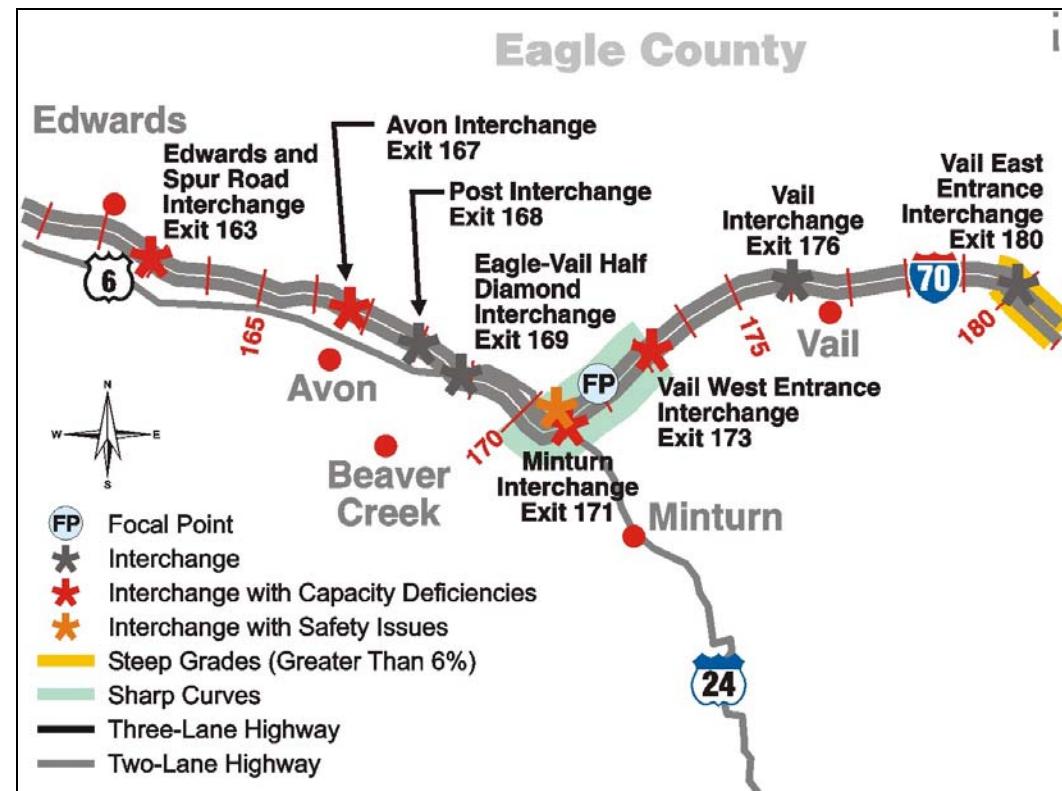 Eagle County
Edwards
Edwards and
Spur Road
Interchange
Exit 163
Avon Interchange
Exit 167
Post Interchange
Exit 168
Eagle-Vail Half
Diamond
Interchange
Exit 169
Vail
Interchange
Exit 176
Vail East
Entrance
Interchange
Exit 180
6
70
165
175
180
Vail
Avon
FP
Vail West Entrance
Interchange
Exit 173
170
Minturn
Interchange
Exit 171
Beaver
Creek
Minturn
24
N
W
E
S
FP Focal Point
Interchange
Interchange with Capacity Deficiencies
Interchange with Safety Issues
Steep Grades (Greater Than 6%)
Sharp Curves
Three-Lane Highway
Two-Lane Highway